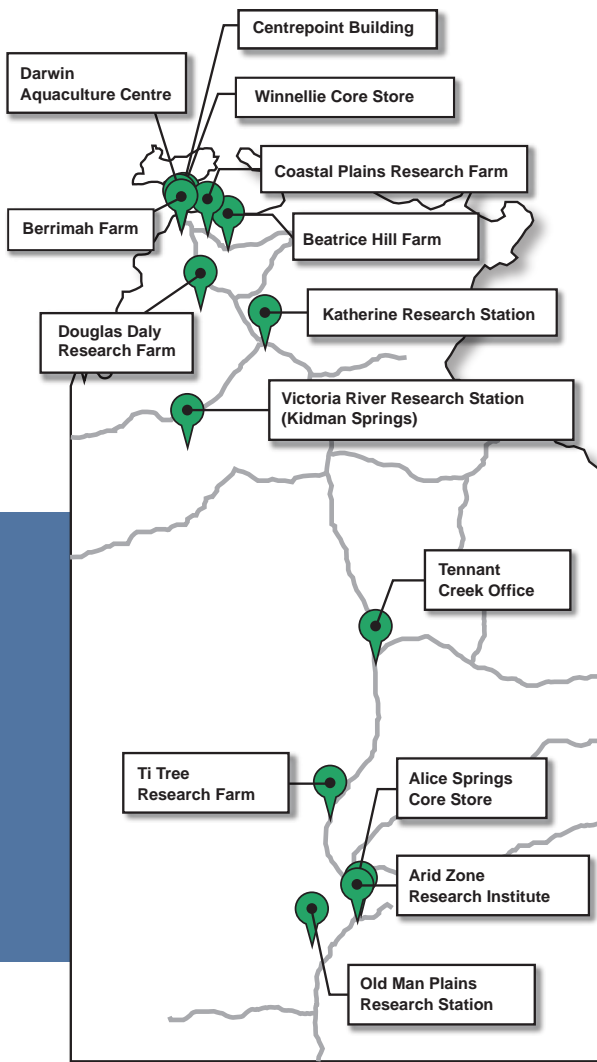 Centrepoint Building
Darwin
Aquaculture Centre
Winnellie Core Store
Coastal Plains Research Farm
Berrimah Farm
Beatrice Hill Farm
Katherine Research Station
Douglas Daly
Research Farm
Victoria River Research Station
(Kidman Springs)
Tennant
Creek Office
Ti Tree
Research Farm
Alice Springs
Core Store
Arid Zone
Research Institute
Old Man Plains
Research Station